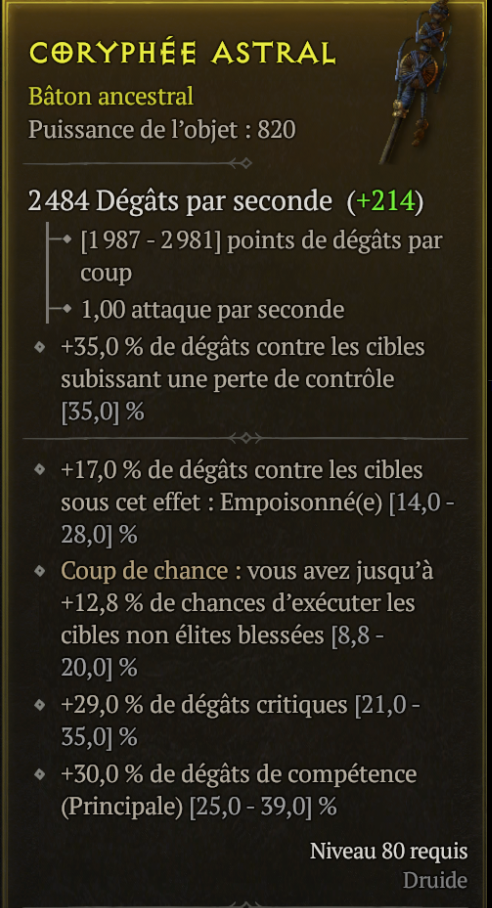 CORYPHÉE ASTRAL
Bâton ancestral
Puissance de l’objet : 820
2 484 Dégâts par seconde (+214)
[1 987 - 2 981] points de dégâts par
coup
1,00 attaque par seconde
+35,0 % de dégâts contre les cibles
subissant une perte de contrôle
[35,0] %
+17,0 % de dégâts contre les cibles
sous cet effet : Empoisonné(e) [14,0 -
28,0] %
Coup de chance : vous avez jusqu’à
+12,8 % de chances d’exécuter les
cibles non élites blessées [8,8 -
20,0] %
+29,0 % de dégâts critiques [21,0 -
35,0] %
+30,0 % de dégâts de compétence
(Principale) [25,0 - 39,0] %
Niveau 80 requis
Druide